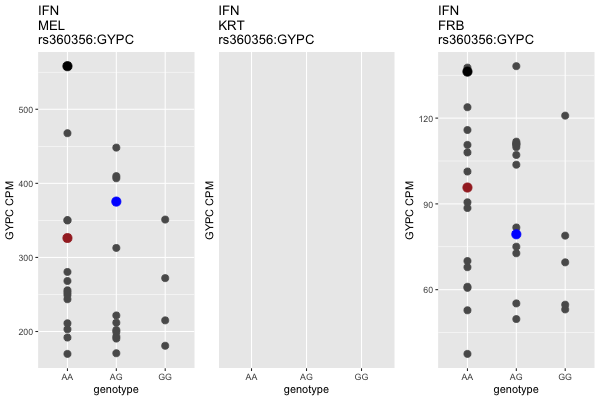 IFN
MEL
rs360356:GYPC
GYPC CPM
500
400
300
200
AA
AG
GG
genotype
IFN
KRT
rs360356:GYPC
GYPC CPM
AA
AG
GG
genotype
IFN
FRB
rs360356:GYPC
GYPC CPM
120
90
60
AA
AG
GG
genotype